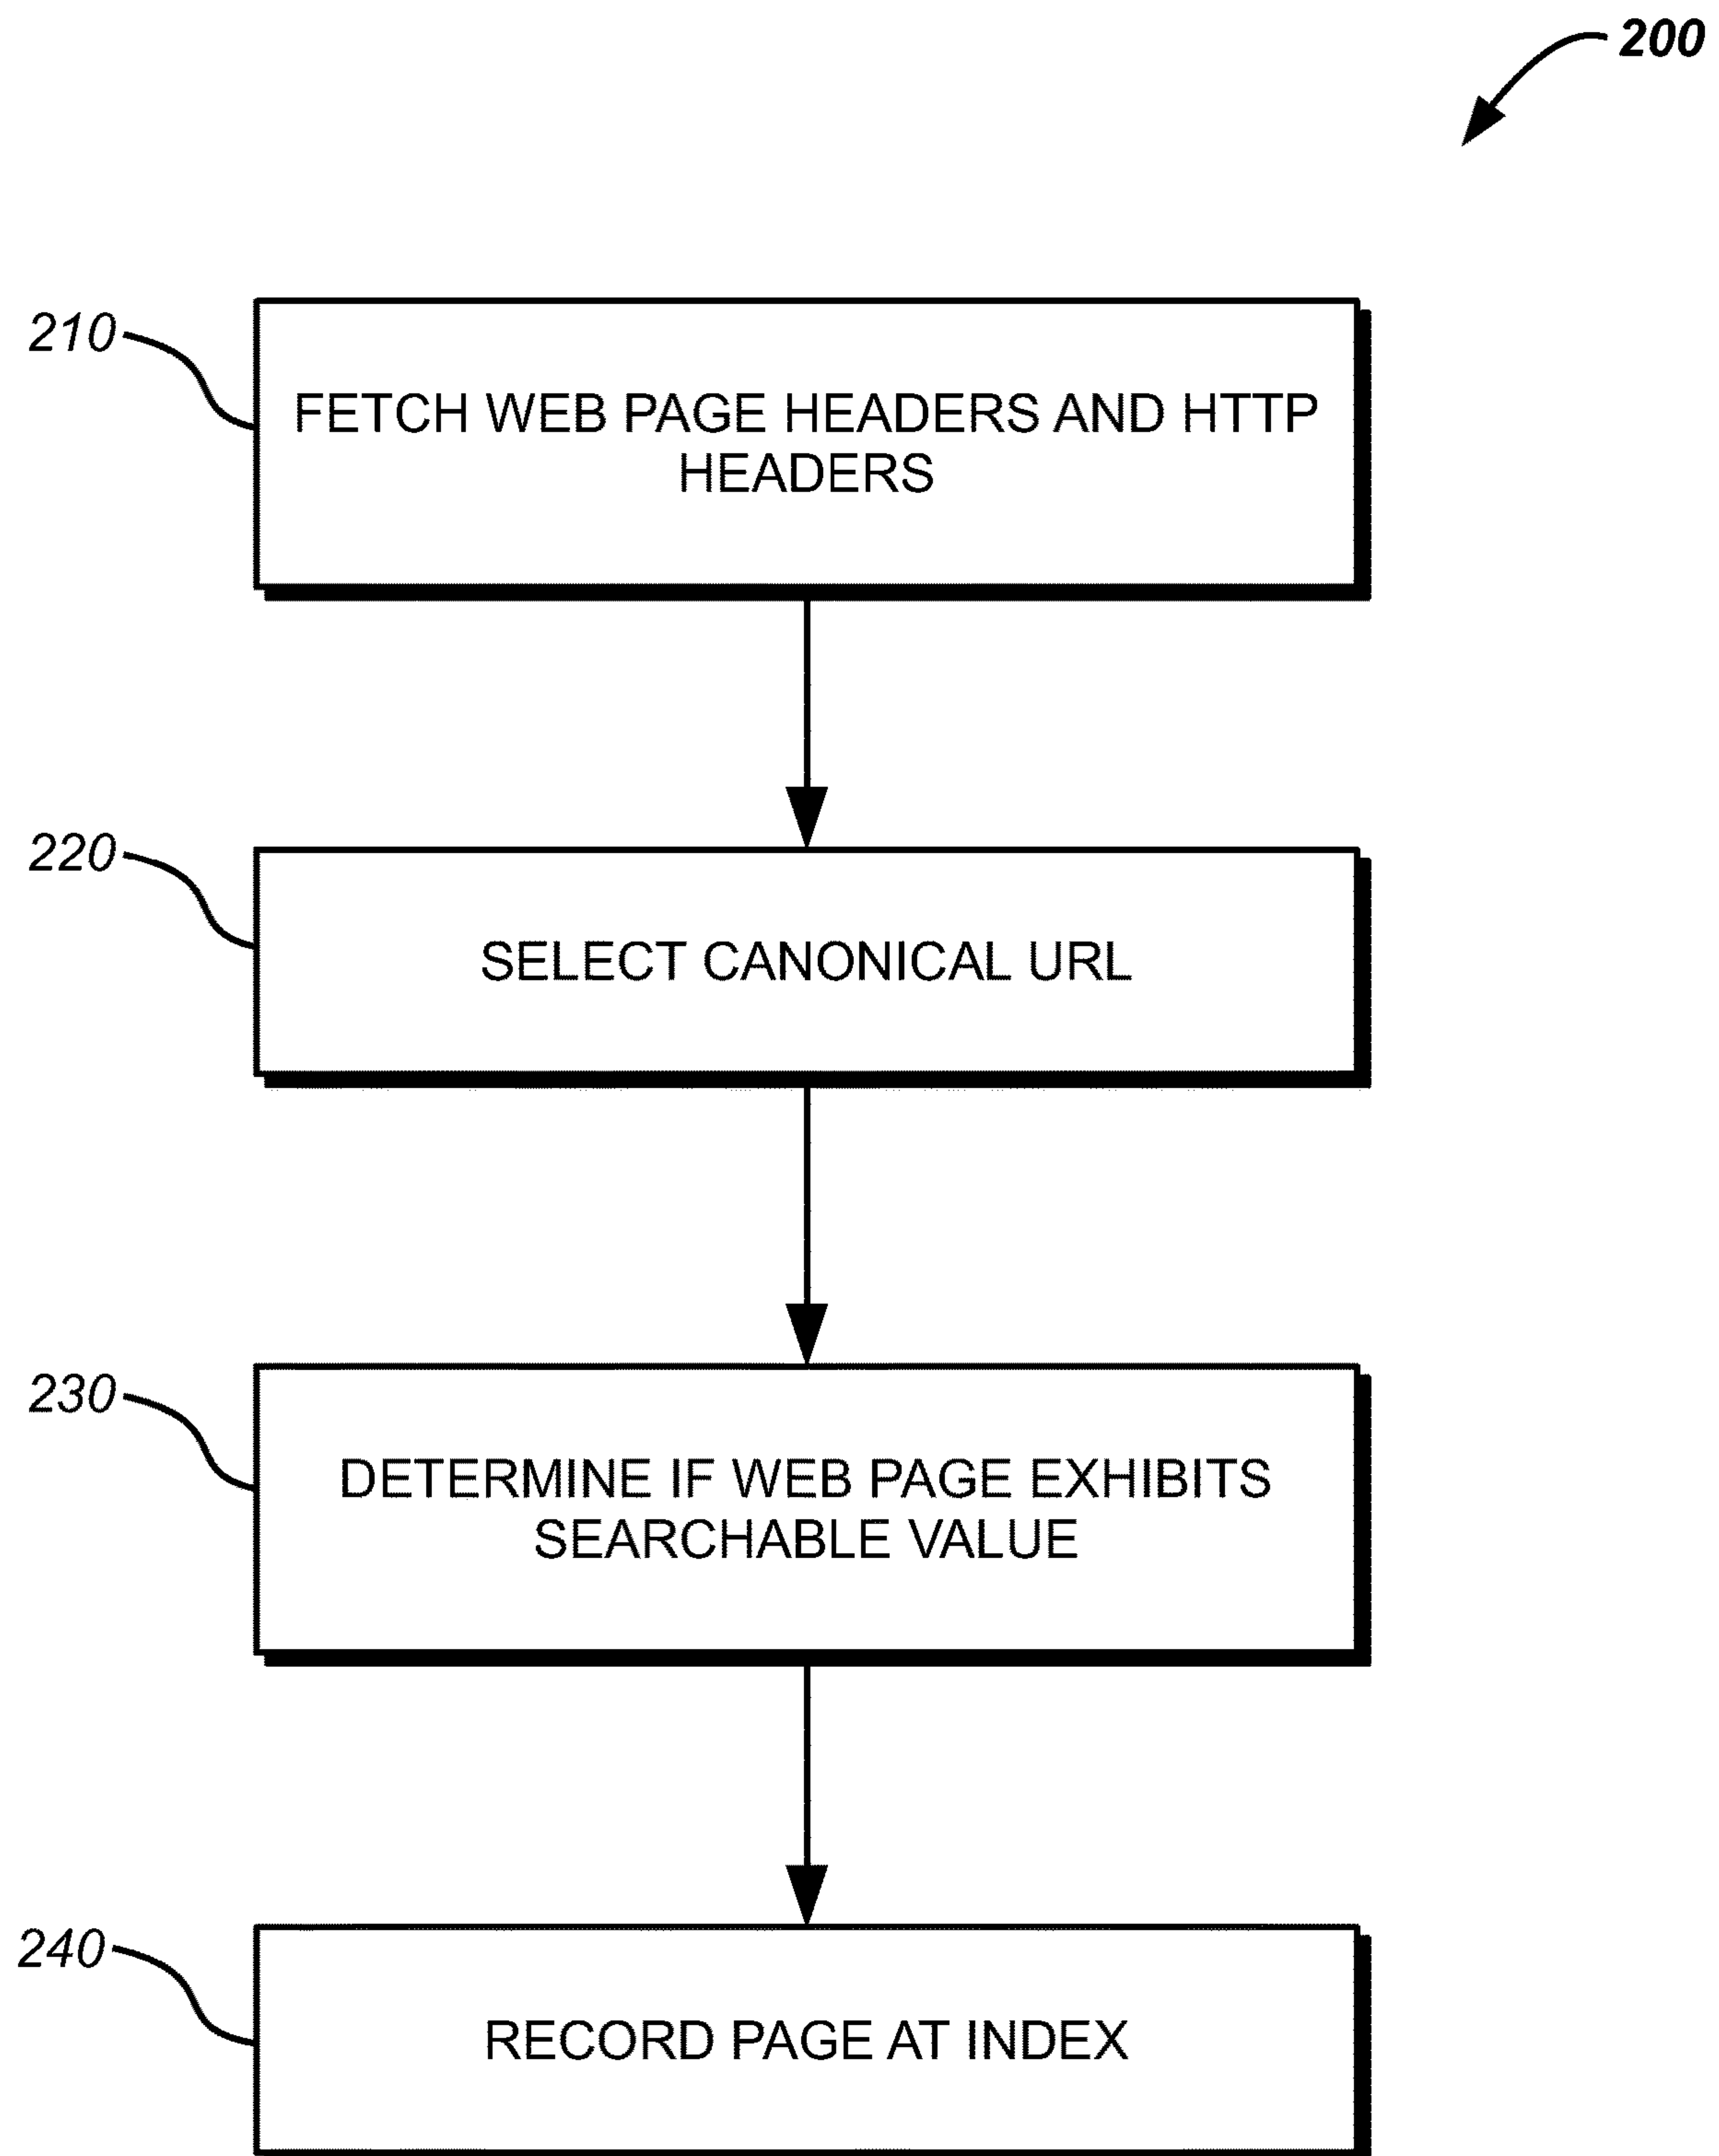 200
210
FETCH WEB PAGE HEADERS AND HTTP
HEADERS
220
SELECT CANONICAL URL
230
DETERMINE IF WEB PAGE EXHIBITS
SEARCHABLE VALUE
240
RECORD PAGE AT INDEX